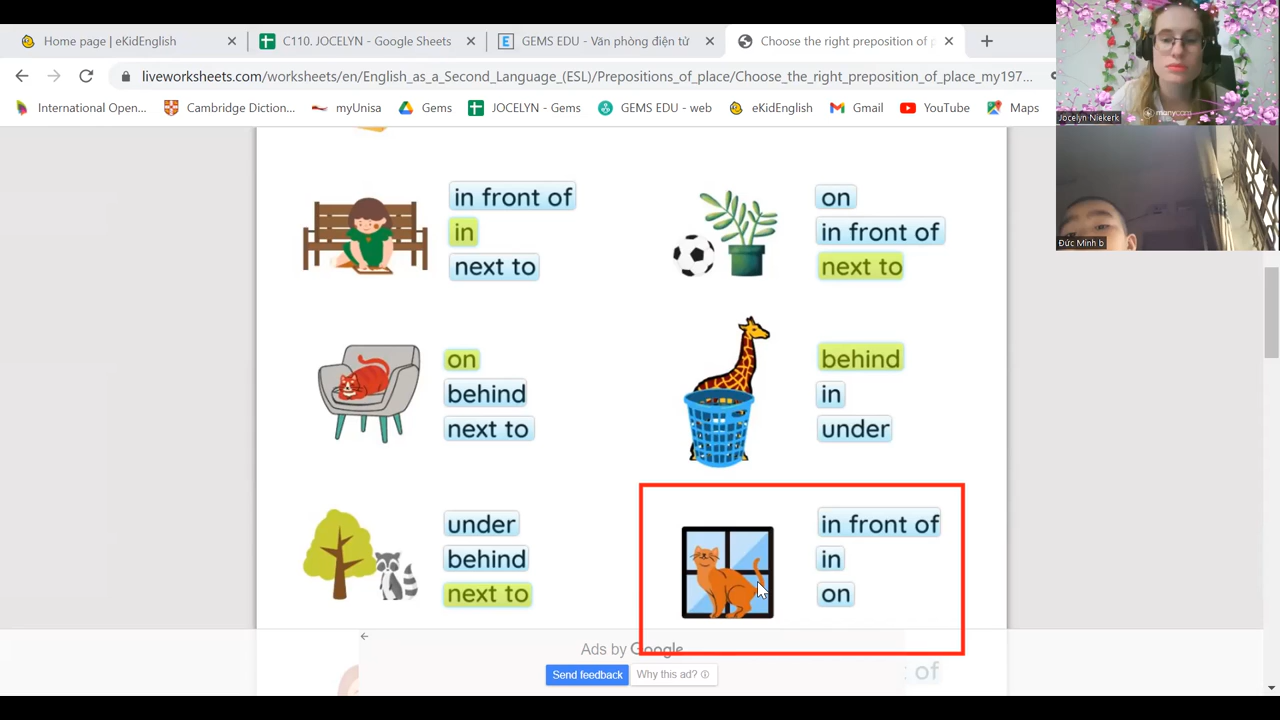 Home page | eKidEnglish
C110, JOCELYN - Google Sheets
GEMS EDU - Văn phòng điện tử
Choose the right preposition of p
liveworksheets.com/worksheets/en/English_as_a_Second_Language_(ESL)/Prepositions_of_place/Choose_the_right_preposition_of_place_my197...
International Open...
Cambridge Diction...
myUnisa
Gems
JOCELYN - Gems
GEMS EDU - web
eKidEnglish
Gmail
YouTube
Maps
manycam
Jocelyn Niekerk
Đức Minh b
in front of
in
next to
on
in front of
next to
on
behind
next to
behind
in
under
under
behind
next to
in front of
in
on
Ads by Google
Send feedback
Why this ad?
of